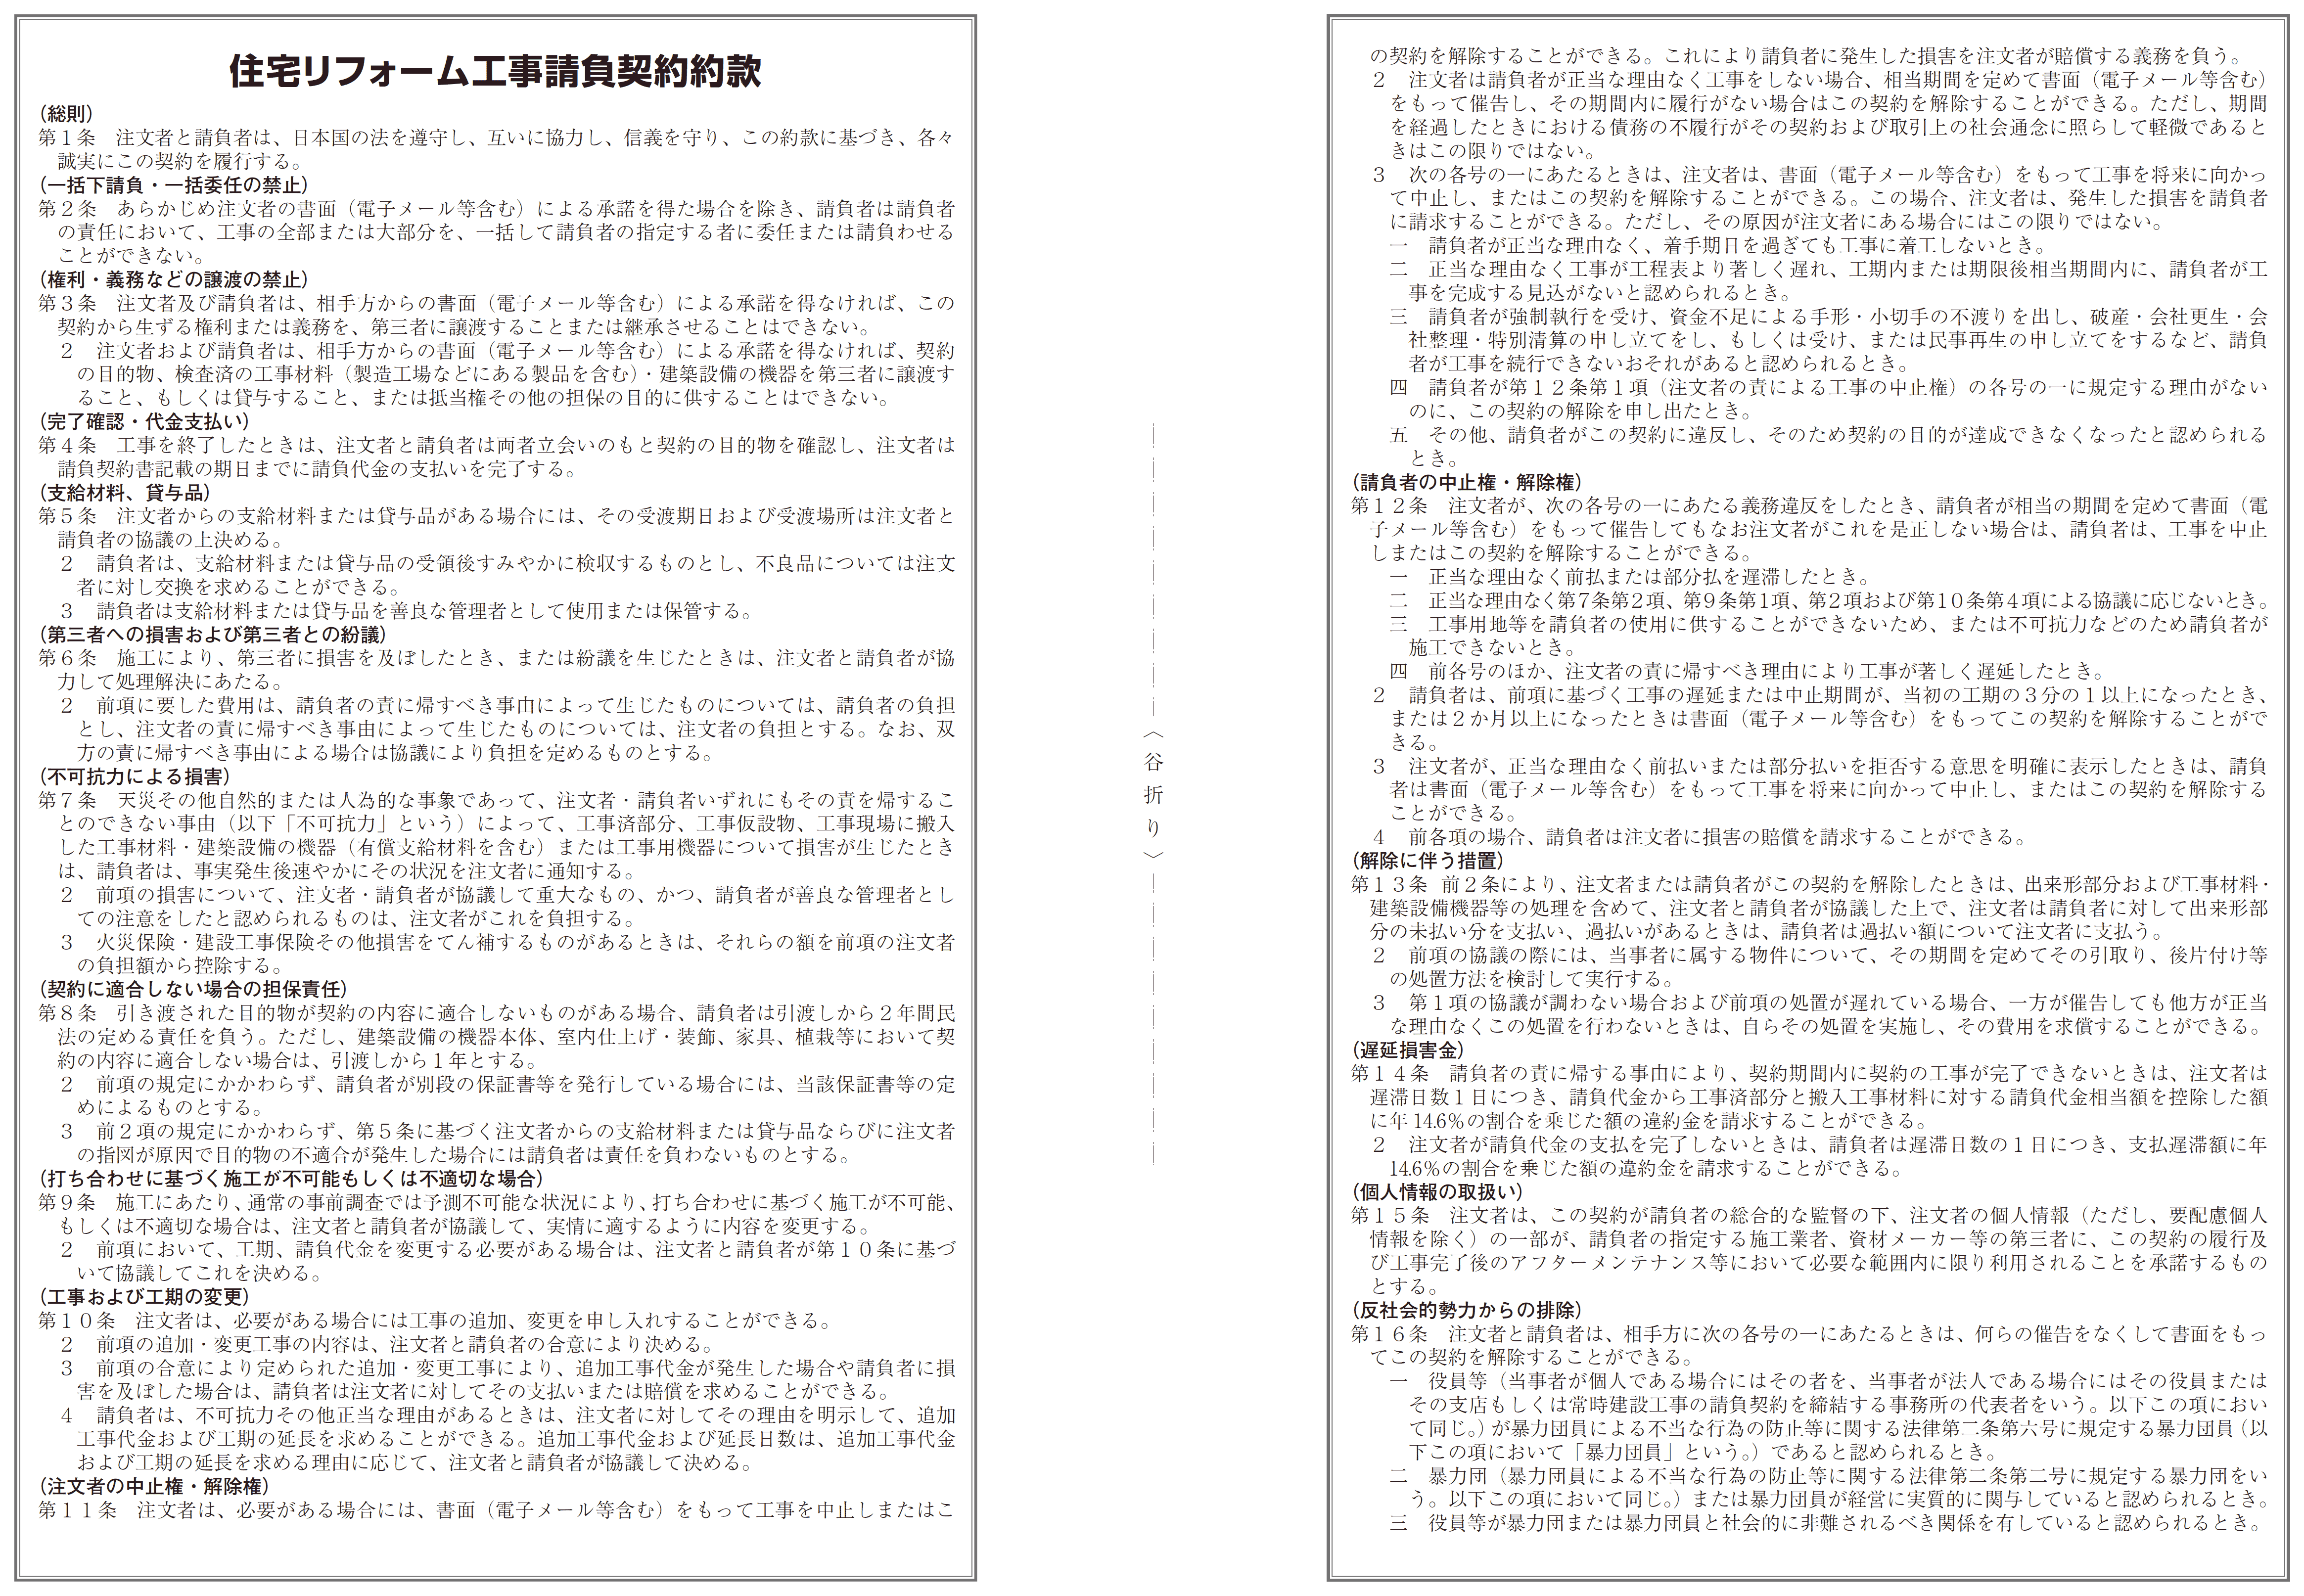 住宅リフォーム工事請負契約約款
（総則）
第１条　注文者と請負者は、日本国の法を遵守し、互いに協力し、信義を守り、この約款に基づき、各々
誠実にこの契約を履行する。
（一括下請負・一括委任の禁止）
第２条　あらかじめ注文者の書面（電子メール等含む）による承諾を得た場合を除き、請負者は請負者
の責任において、工事の全部または大部分を、一括して請負者の指定する者に委任または請負わせる
ことができない。
（権利・義務などの譲渡の禁止）
第３条　注文者及び請負者は、相手方からの書面（電子メール等含む）による承諾を得なければ、この
契約から生ずる権利または義務を、第三者に譲渡することまたは継承させることはできない。
２　注文者および請負者は、相手方からの書面（電子メール等含む）による承諾を得なければ、契約
の目的物、検査済の工事材料（製造工場などにある製品を含む）・建築設備の機器を第三者に譲渡す
ること、もしくは貸与すること、または抵当権その他の担保の目的に供することはできない。
（完了確認・代金支払い）
第４条　工事を終了したときは、注文者と請負者は両者立会いのもと契約の目的物を確認し、注文者は
請負契約書記載の期日までに請負代金の支払いを完了する。
（支給材料、貸与品）
第５条　注文者からの支給材料または貸与品がある場合には、その受渡期日および受渡場所は注文者と
請負者の協議の上決める。
２　請負者は、支給材料または貸与品の受領後すみやかに検収するものとし、不良品については注文
者に対し交換を求めることができる。
３　請負者は支給材料または貸与品を善良な管理者として使用または保管する。
（第三者への損害および第三者との紛議）
第６条　施工により、第三者に損害を及ぼしたとき、または紛議を生じたときは、注文者と請負者が協
力して処理解決にあたる。
２　前項に要した費用は、請負者の責に帰すべき事由によって生じたものについては、請負者の負担
とし、注文者の責に帰すべき事由によって生じたものについては、注文者の負担とする。なお、双
方の責に帰すべき事由による場合は協議により負担を定めるものとする。
（不可抗力による損害）
第７条　天災その他自然的または人為的な事象であって、注文者・請負者いずれにもその責を帰するこ
とのできない事由（以下「不可抗力」という）によって、工事済部分、工事仮設物、工事現場に搬入
した工事材料・建築設備の機器（有償支給材料を含む）または工事用機器について損害が生じたとき
は、請負者は、事実発生後速やかにその状況を注文者に通知する。
２　前項の損害について、注文者・請負者が協議して重大なもの、かつ、請負者が善良な管理者とし
ての注意をしたと認められるものは、注文者がこれを負担する。
３　火災保険・建設工事保険その他損害をてん補するものがあるときは、それらの額を前項の注文者
の負担額から控除する。
（契約に適合しない場合の担保責任）
第８条　引き渡された目的物が契約の内容に適合しないものがある場合、請負者は引渡しから２年間民
法の定める責任を負う。ただし、建築設備の機器本体、室内仕上げ・装飾、家具、植栽等において契
約の内容に適合しない場合は、引渡しから１年とする。
２　前項の規定にかかわらず、請負者が別段の保証書等を発行している場合には、当該保証書等の定
めによるものとする。
３　前２項の規定にかかわらず、第５条に基づく注文者からの支給材料または貸与品ならびに注文者
の指図が原因で目的物の不適合が発生した場合には請負者は責任を負わないものとする。
（打ち合わせに基づく施工が不可能もしくは不適切な場合）
第９条　施工にあたり、通常の事前調査では予測不可能な状況により、打ち合わせに基づく施工が不可能、
もしくは不適切な場合は、注文者と請負者が協議して、実情に適するように内容を変更する。
２　前項において、工期、請負代金を変更する必要がある場合は、注文者と請負者が第１０条に基づ
いて協議してこれを決める。
（工事および工期の変更）
第１０条　注文者は、必要がある場合には工事の追加、変更を申し入れすることができる。
２　前項の追加・変更工事の内容は、注文者と請負者の合意により決める。
３　前項の合意により定められた追加・変更工事により、追加工事代金が発生した場合や請負者に損
害を及ぼした場合は、請負者は注文者に対してその支払いまたは賠償を求めることができる。
４　請負者は、不可抗力その他正当な理由があるときは、注文者に対してその理由を明示して、追加
工事代金および工期の延長を求めることができる。追加工事代金および延長日数は、追加工事代金
および工期の延長を求める理由に応じて、注文者と請負者が協議して決める。
（注文者の中止権・解除権）
第１１条　注文者は、必要がある場合には、書面（電子メール等含む）をもって工事を中止しまたはこ
〈谷折り〉
の契約を解除することができる。これにより請負者に発生した損害を注文者が賠償する義務を負う。
２　注文者は請負者が正当な理由なく工事をしない場合、相当期間を定めて書面（電子メール等含む）
をもって催告し、その期間内に履行がない場合はこの契約を解除することができる。ただし、期間
を経過したときにおける債務の不履行がその契約および取引上の社会通念に照らして軽微であると
きはこの限りではない。
３　次の各号の一にあたるときは、注文者は、書面（電子メール等含む）をもって工事を将来に向かっ
て中止し、またはこの契約を解除することができる。この場合、注文者は、発生した損害を請負者
に請求することができる。ただし、その原因が注文者にある場合にはこの限りではない。
一　請負者が正当な理由なく、着手期日を過ぎても工事に着工しないとき。
二　正当な理由なく工事が工程表より著しく遅れ、工期内または期限後相当期間内に、請負者が工
事を完成する見込がないと認められるとき。
三　請負者が強制執行を受け、資金不足による手形・小切手の不渡りを出し、破産・会社更生・会
社整理・特別清算の申し立てをし、もしくは受け、または民事再生の申し立てをするなど、請負
者が工事を続行できないおそれがあると認められるとき。
四　請負者が第１２条第１項（注文者の責による工事の中止権）の各号の一に規定する理由がない
のに、この契約の解除を申し出たとき。
五　その他、請負者がこの契約に違反し、そのため契約の目的が達成できなくなったと認められる
とき。
（請負者の中止権・解除権）
第１２条　注文者が、次の各号の一にあたる義務違反をしたとき、請負者が相当の期間を定めて書面（電
子メール等含む）をもって催告してもなお注文者がこれを是正しない場合は、請負者は、工事を中止
しまたはこの契約を解除することができる。
一　正当な理由なく前払または部分払を遅滞したとき。
二　正当な理由なく第７条第２項、第９条第１項、第２項および第１０条第４項による協議に応じないとき。
三　工事用地等を請負者の使用に供することができないため、または不可抗力などのため請負者が
施工できないとき。
四　前各号のほか、注文者の責に帰すべき理由により工事が著しく遅延したとき。
２　請負者は、前項に基づく工事の遅延または中止期間が、当初の工期の３分の１以上になったとき、
または２か月以上になったときは書面（電子メール等含む）をもってこの契約を解除することがで
きる。
３　注文者が、正当な理由なく前払いまたは部分払いを拒否する意思を明確に表示したときは、請負
者は書面（電子メール等含む）をもって工事を将来に向かって中止し、またはこの契約を解除する
ことができる。
４　前各項の場合、請負者は注文者に損害の賠償を請求することができる。
（解除に伴う措置）
第１３条　前２条により、注文者または請負者がこの契約を解除したときは、出来形部分および工事材料・
建築設備機器等の処理を含めて、注文者と請負者が協議した上で、注文者は請負者に対して出来形部
分の未払い分を支払い、過払いがあるときは、請負者は過払い額について注文者に支払う。
２　前項の協議の際には、当事者に属する物件について、その期間を定めてその引取り、後片付け等
の処置方法を検討して実行する。
３　第１項の協議が調わない場合および前項の処置が遅れている場合、一方が催告しても他方が正当
な理由なくこの処置を行わないときは、自らその処置を実施し、その費用を求償することができる。
（遅延損害金）
第１４条　請負者の責に帰する事由により、契約期間内に契約の工事が完了できないときは、注文者は
遅滞日数１日につき、請負代金から工事済部分と搬入工事材料に対する請負代金相当額を控除した額
に年14.6%の割合を乗じた額の違約金を請求することができる。
２　注文者が請負代金の支払を完了しないときは、請負者は遅滞日数の１日につき、支払遅滞額に年
14.6%の割合を乗じた額の違約金を請求することができる。
（個人情報の取扱い）
第１５条　注文者は、この契約が請負者の総合的な監督の下、注文者の個人情報（ただし、要配慮個人
情報を除く）の一部が、請負者の指定する施工業者、資材メーカー等の第三者に、この契約の履行及
び工事完了後のアフターメンテナンス等において必要な範囲内に限り利用されることを承諾するもの
とする。
（反社会的勢力からの排除）
第１６条　注文者と請負者は、相手方に次の各号の一にあたるときは、何らの催告をなくして書面をもっ
てこの契約を解除することができる。
一　役員等（当事者が個人である場合にはその者を、当事者が法人である場合にはその役員または
その支店もしくは常時建設工事の請負契約を締結する事務所の代表者をいう。以下この項におい
て同じ。）が暴力団員による不当な行為の防止等に関する法律第二条第六号に規定する暴力団員（以
下この項において「暴力団員」という。）であると認められるとき。
二　暴力団（暴力団員による不当な行為の防止等に関する法律第二条第二号に規定する暴力団をい
う。以下この項において同じ。）または暴力団員が経営に実質的に関与していると認められるとき。
三　役員等が暴力団または暴力団員と社会的に非難されるべき関係を有していると認められるとき。